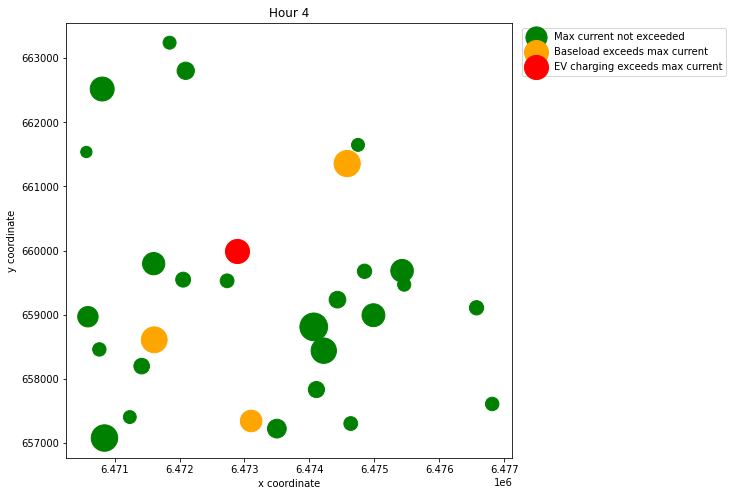 Hour 4
Max current not exceeded
Baseload exceeds max current
EV charging exceeds max current
663000
662000
661000
660000
659000
658000
657000
y coordinate
6.471 6.472 6.473 6.474 6.475 6.476 6.477
1e6
x coordinate